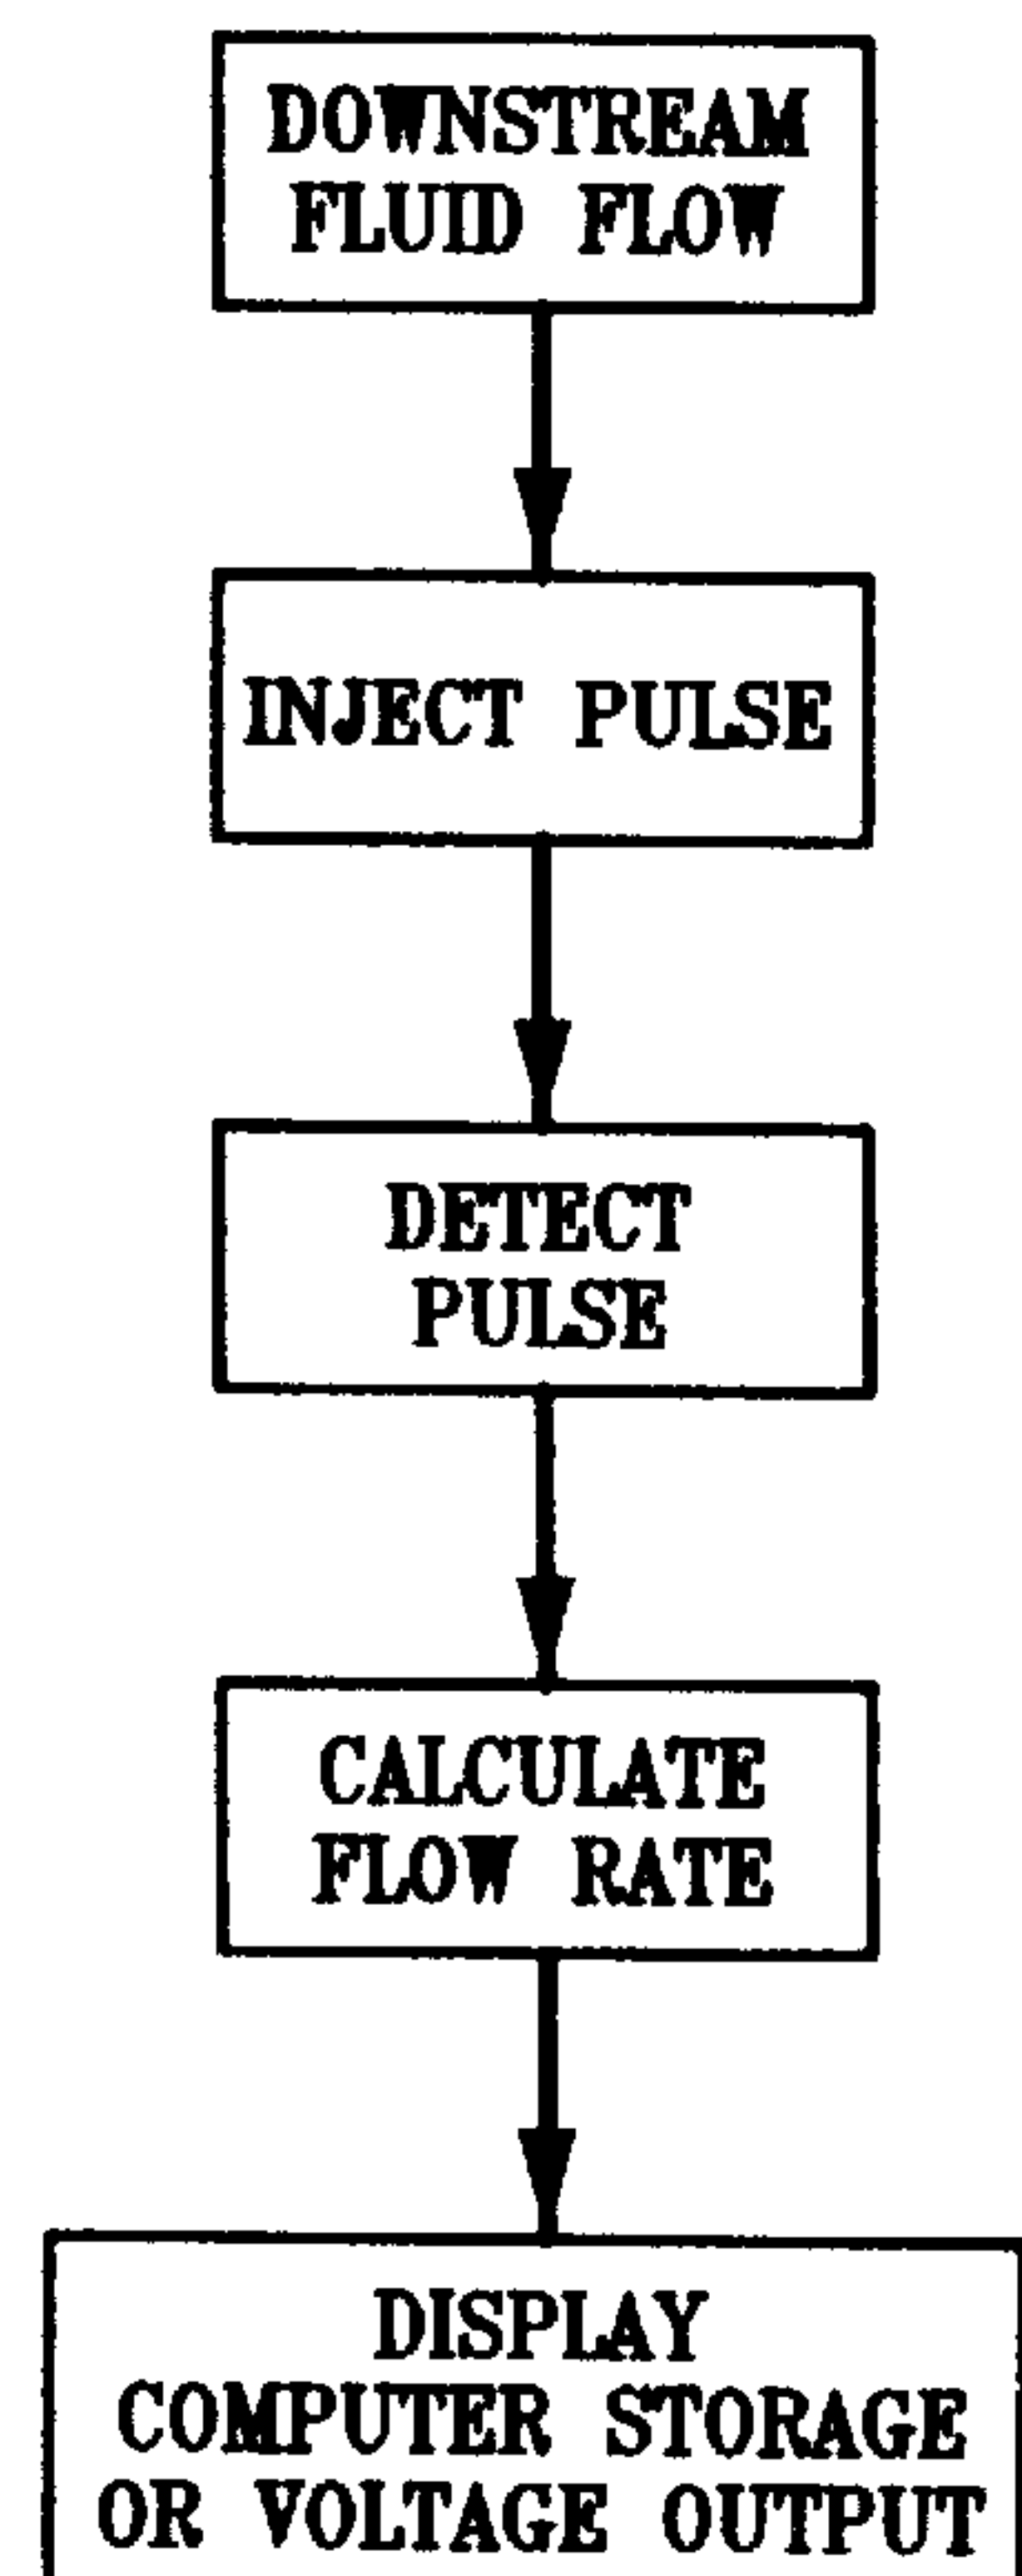 DOWNSTREAM
FLUID FLOW
INJECT PULSE
DETECT
PULSE
CALCULATE
FLOW RATE
DISPLAY
COMPUTER STORAGE
OR VOLTAGE OUTPUT